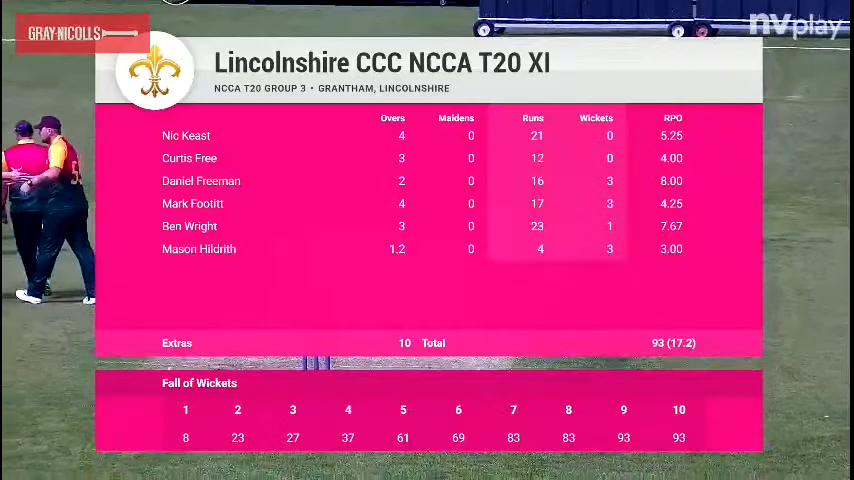 GRAY-NICOLLS
nvplay
Lincolnshire CCC NCCA T20 XI
NCCA T20 GROUP 3 • GRANTHAM, LINCOLNSHIRE
Overs Maidens Runs Wickets RPO
Nic Keast 4 0 21 0 5.25
Curtis Free 3 0 12 0 4.00
Daniel Freeman 2 0 16 3 8.00
Mark Footitt 4 0 17 3 4.25
Ben Wright 3 0 23 1 7.67
Mason Hildrith 1.2 0 4 3 3.00
Extras 10 Total 93 (17.2)
Fall of Wickets
1 2 3 4 5 6 7 8 9 10
8 23 27 37 61 69 83 83 93 93